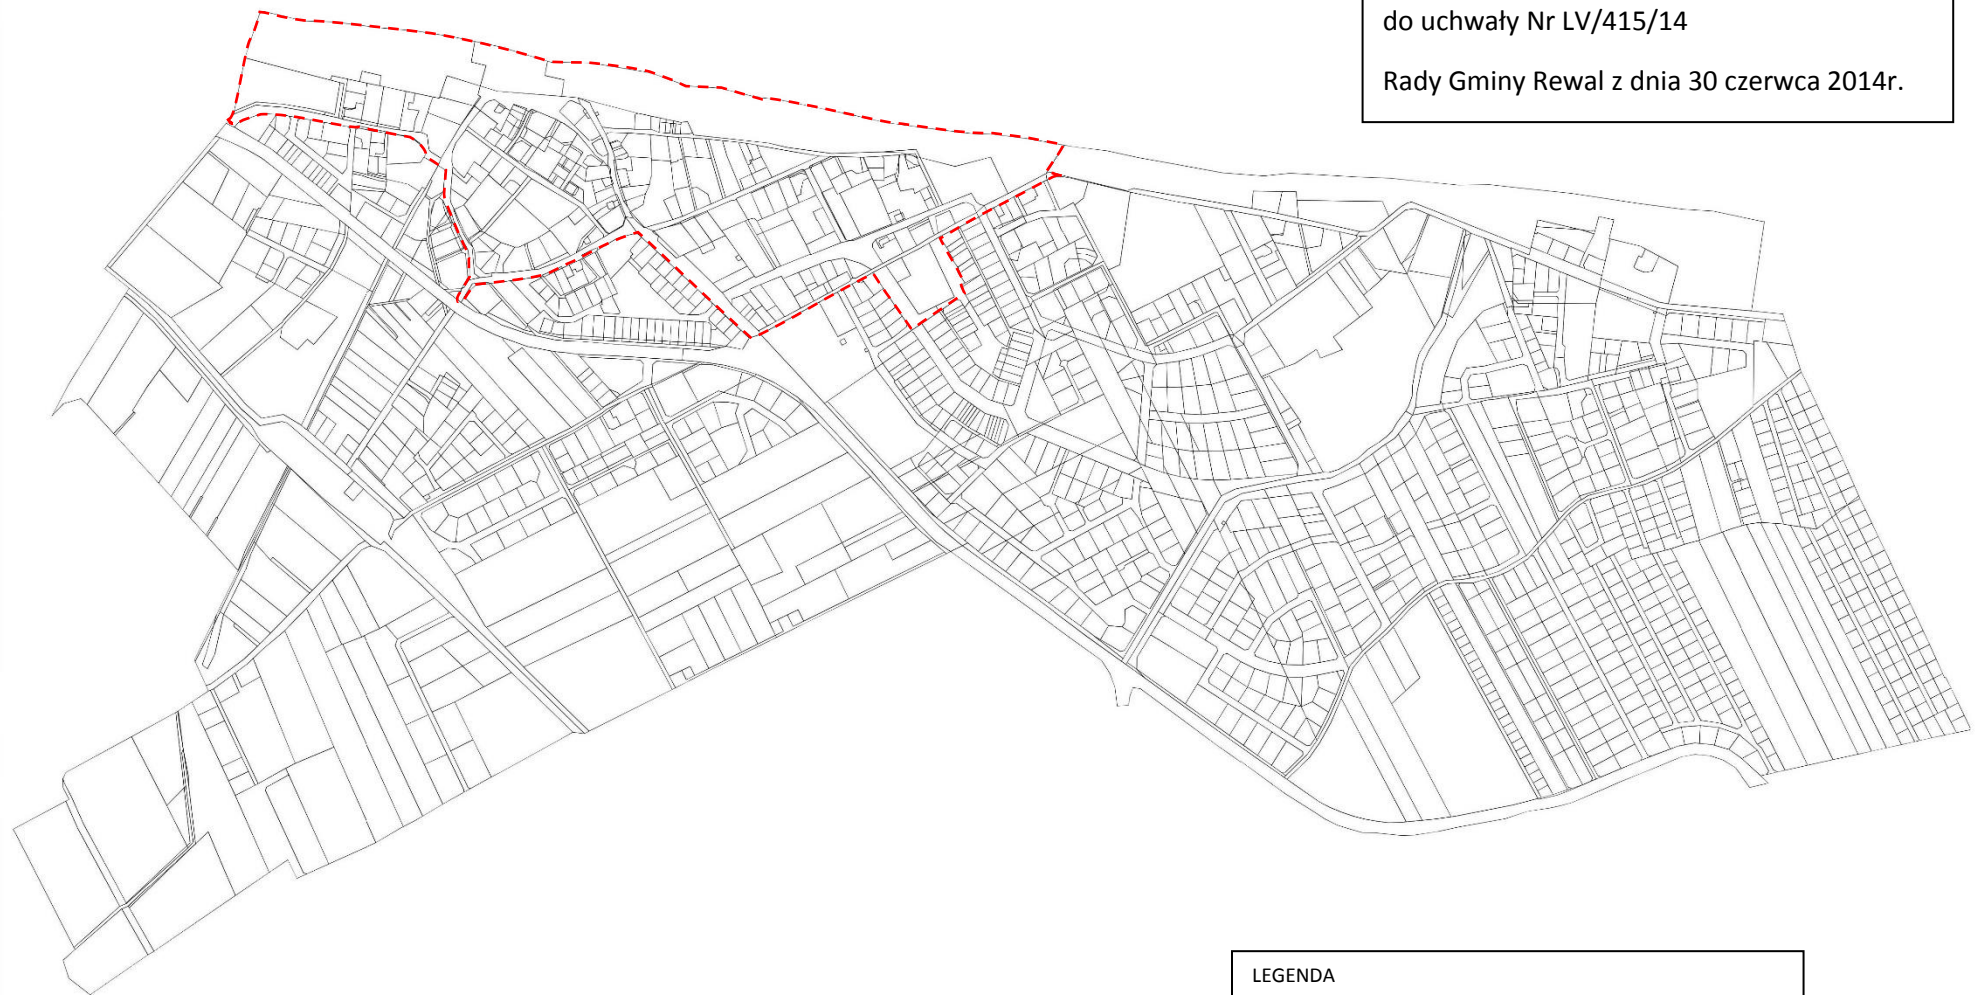 do uchwały Nr LV/415/14
Rady Gminy Rewal z dnia 30 czerwca 2014r.
LEGENDA